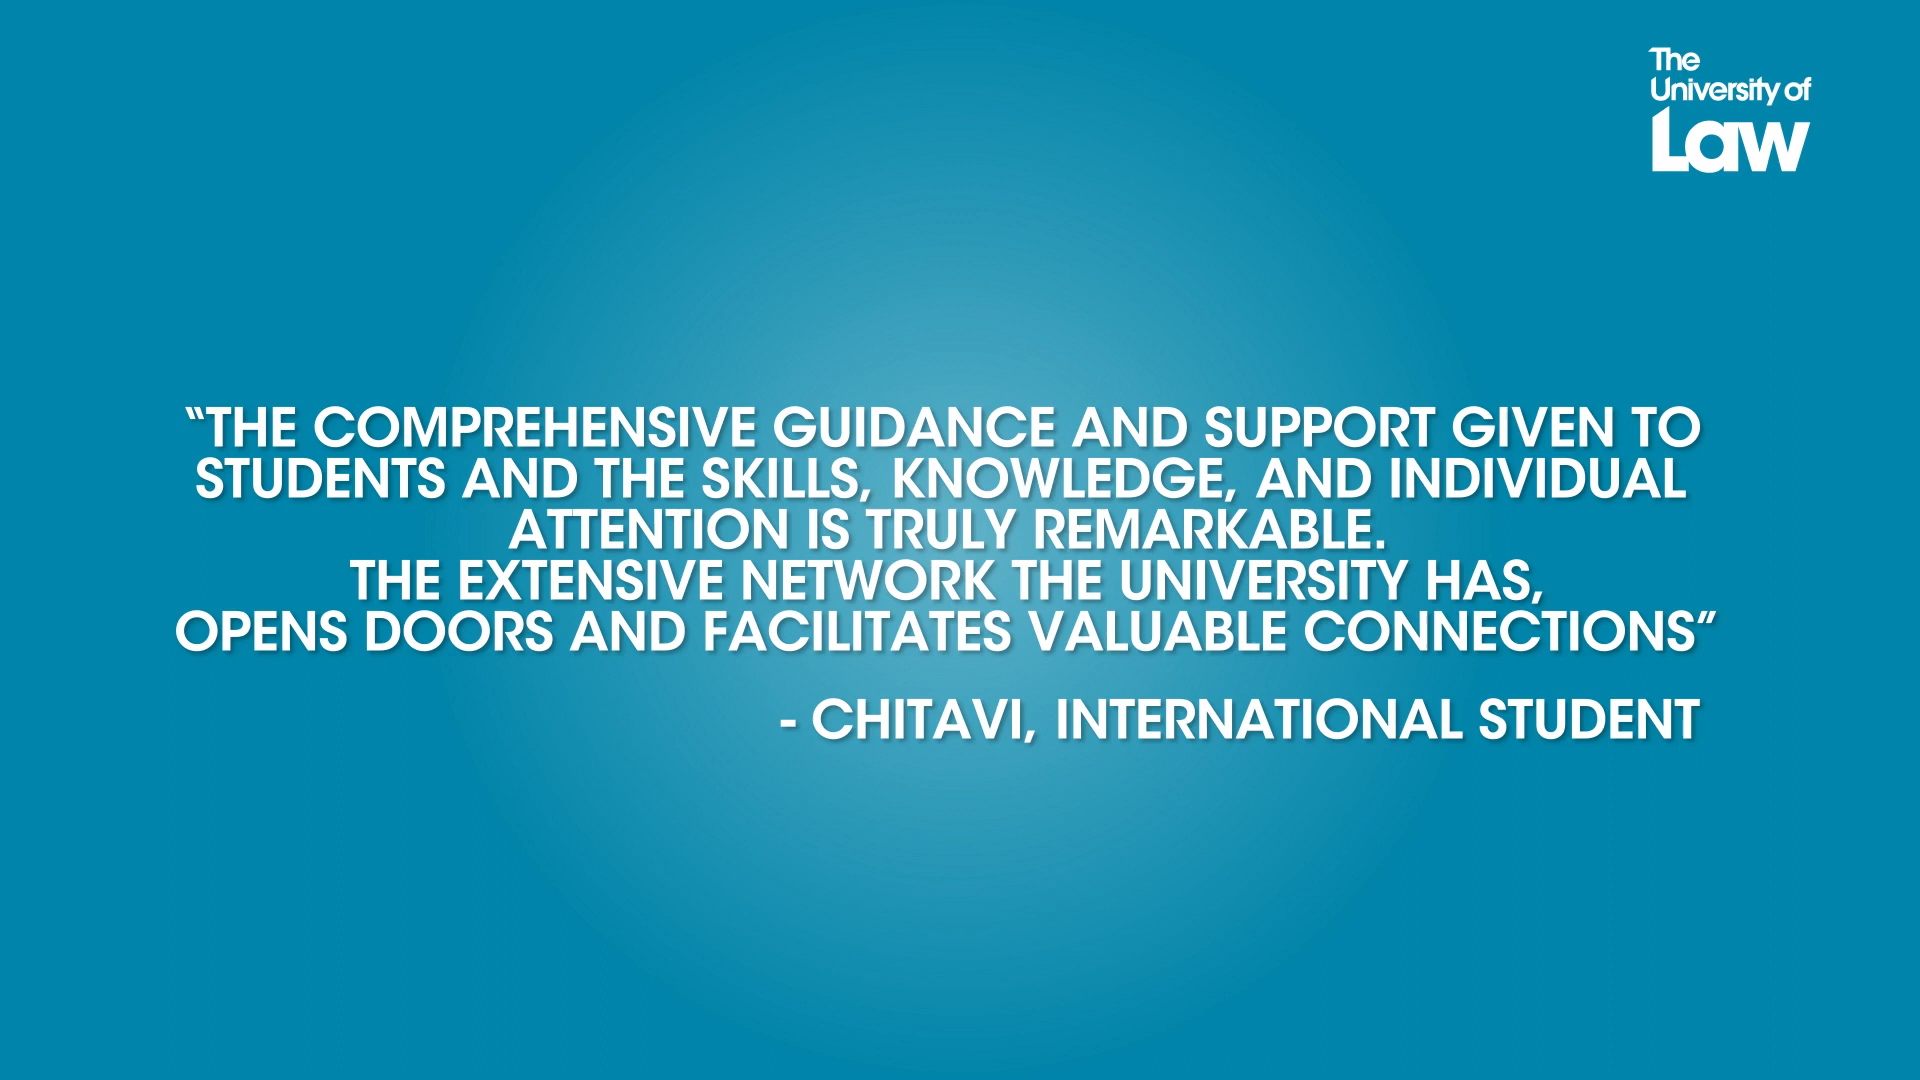 The
University of
Law
“THE COMPREHENSIVE GUIDANCE AND SUPPORT GIVEN TO
STUDENTS AND THE SKILLS, KNOWLEDGE, AND INDIVIDUAL
ATTENTION IS TRULY REMARKABLE.
THE EXTENSIVE NETWORK THE UNIVERSITY HAS,
OPENS DOORS AND FACILITATES VALUABLE CONNECTIONS”
- CHITAVI, INTERNATIONAL STUDENT